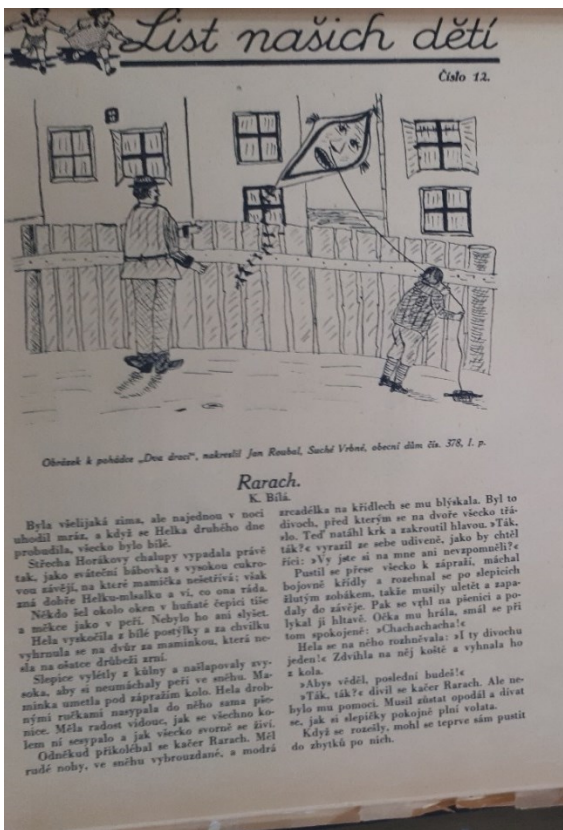 List našich dětí
Číslo 12.
Obrázek k pohádce „Dva draci“, nakreslil Jan Roubal, Suché Vrbné, obecní dům čís. 378, I. p.
Rarach.
K. Bílá.
Byla všelijaká zima, ale najednou v noci
uhodil mráz, a když se Helka druhého dne
probudila, všecko bylo bílé.
Střecha Horákovy chalupy vypadala právě
tak, jako sváteční bábovka s vysokou cukro-
vou závějí, na které mamička nešetřívá; však
zná dobře Helku-mlsalku a ví, co ona ráda.
Někdo šel okolo oken v huňaté čepici tiše
a měkce jako v peří. Nebylo ho ani slyšet.
Hela vyskočila z bílé postýlky a za chvilku
vyhrnula se na dvůr za maminkou, která ne-
sla na ošatce drůbeži zrní.
Slepice vylétly z kůlny a našlapovaly vy-
soka, aby si neumáchaly peří ve sněhu. Ma-
minka umetla pod zápražím kolo. Hela drob-
nými ručkami nasypala do něho sama pše-
nice. Měla radost vidouc, jak se všechno ko-
lem ní sesypalo a jak všecko svorně se živí.
Odněkud přikolébal se kačer Rarach. Měl
rudé nohy, ve sněhu vybrouzdané, a modrá
zrcadélka na křídlech se mu blýskala. Byl to
divoch, před kterým se na dvoře všecko třá-
slo. Teď natáhl krk a zakroutil hlavou. »Ták,
ták?« vyrazil ze sebe udiveně, jako by chtěl
říci: »Vy jste si na mne ani nevzpomněli?«
Pustil se přese všecko k zápraží, máchal
bojovně křídly a rozehnal se po slepicích
žlutým zobákem, takže musily uletět a zapa-
daly do závěje. Pak se vrhl na pšenici a po-
lykal ji hltavě. Očka mu hrála, smál se při
tom spokojeně: »Chachachacha!«
Hela se na něho rozhněvala: »I ty divochu
jeden!« Zdvihla na něj koště a vyhnala ho
z kola.
»Abys věděl, poslední budeš!«
»Ták, ták?« divil se kačer Rarach. Ale ne-
bylo mu pomoci. Musil zůstat opodál a dívat
se, jak si slepičky pokojně plní volata.
Když se rozešly, mohl se teprve sám pustit
do zbytků po nich.